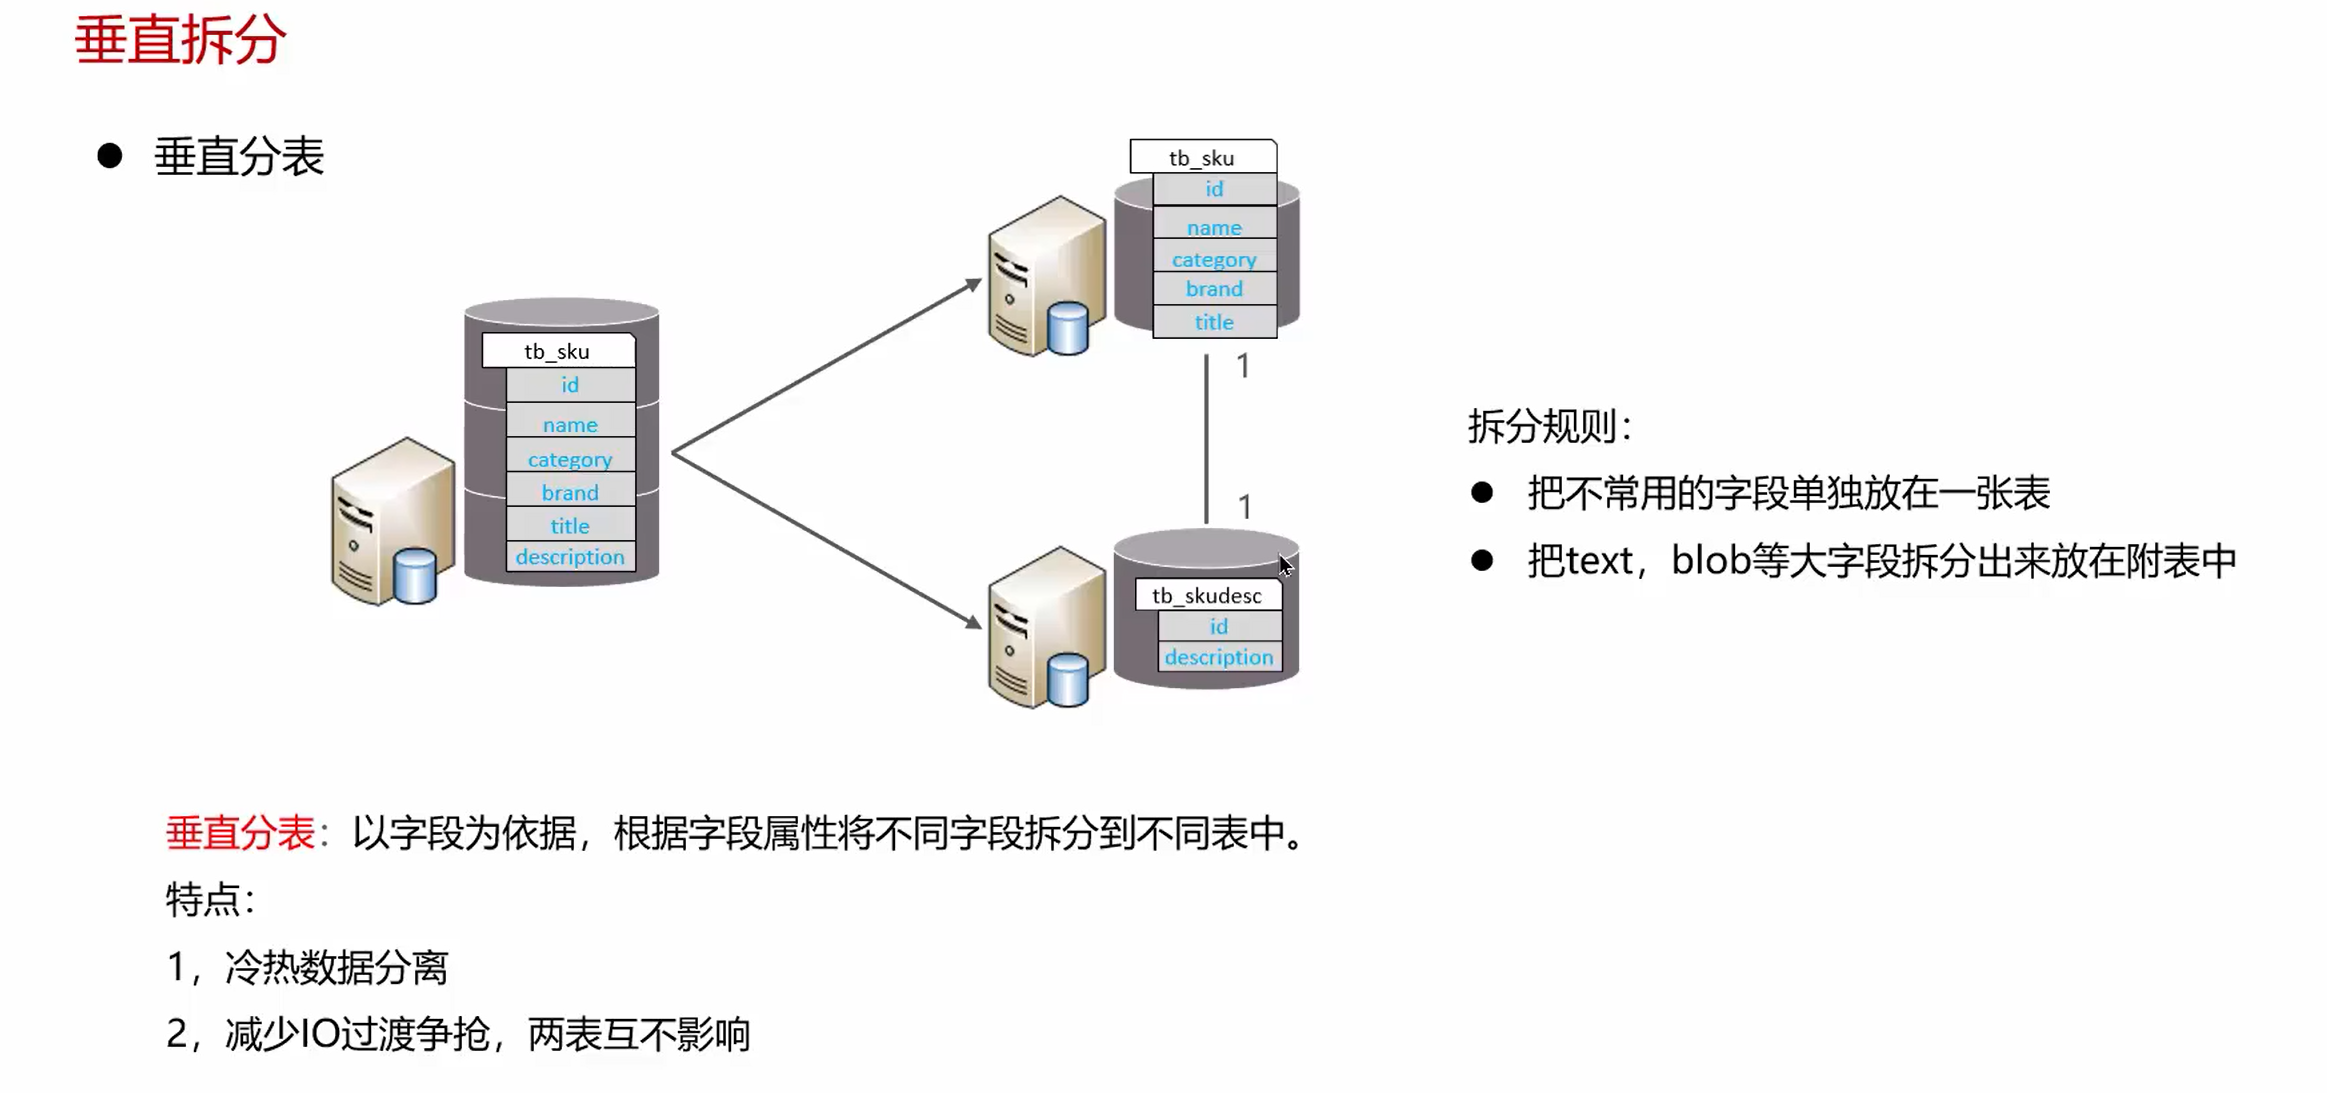 垂直拆分
● 垂直分表
tb_sku
id
name
category
brand
title
description
tb_sku
id
name
category
brand
title
1
1
tb_skudesc
id
description
拆分规则：
● 把不常用的字段单独放在一张表
● 把text，blob等大字段拆分出来放在附表中
垂直分表：以字段为依据，根据字段属性将不同字段拆分到不同表中。
特点：
1，冷热数据分离
2，减少IO过渡争抢，两表互不影响